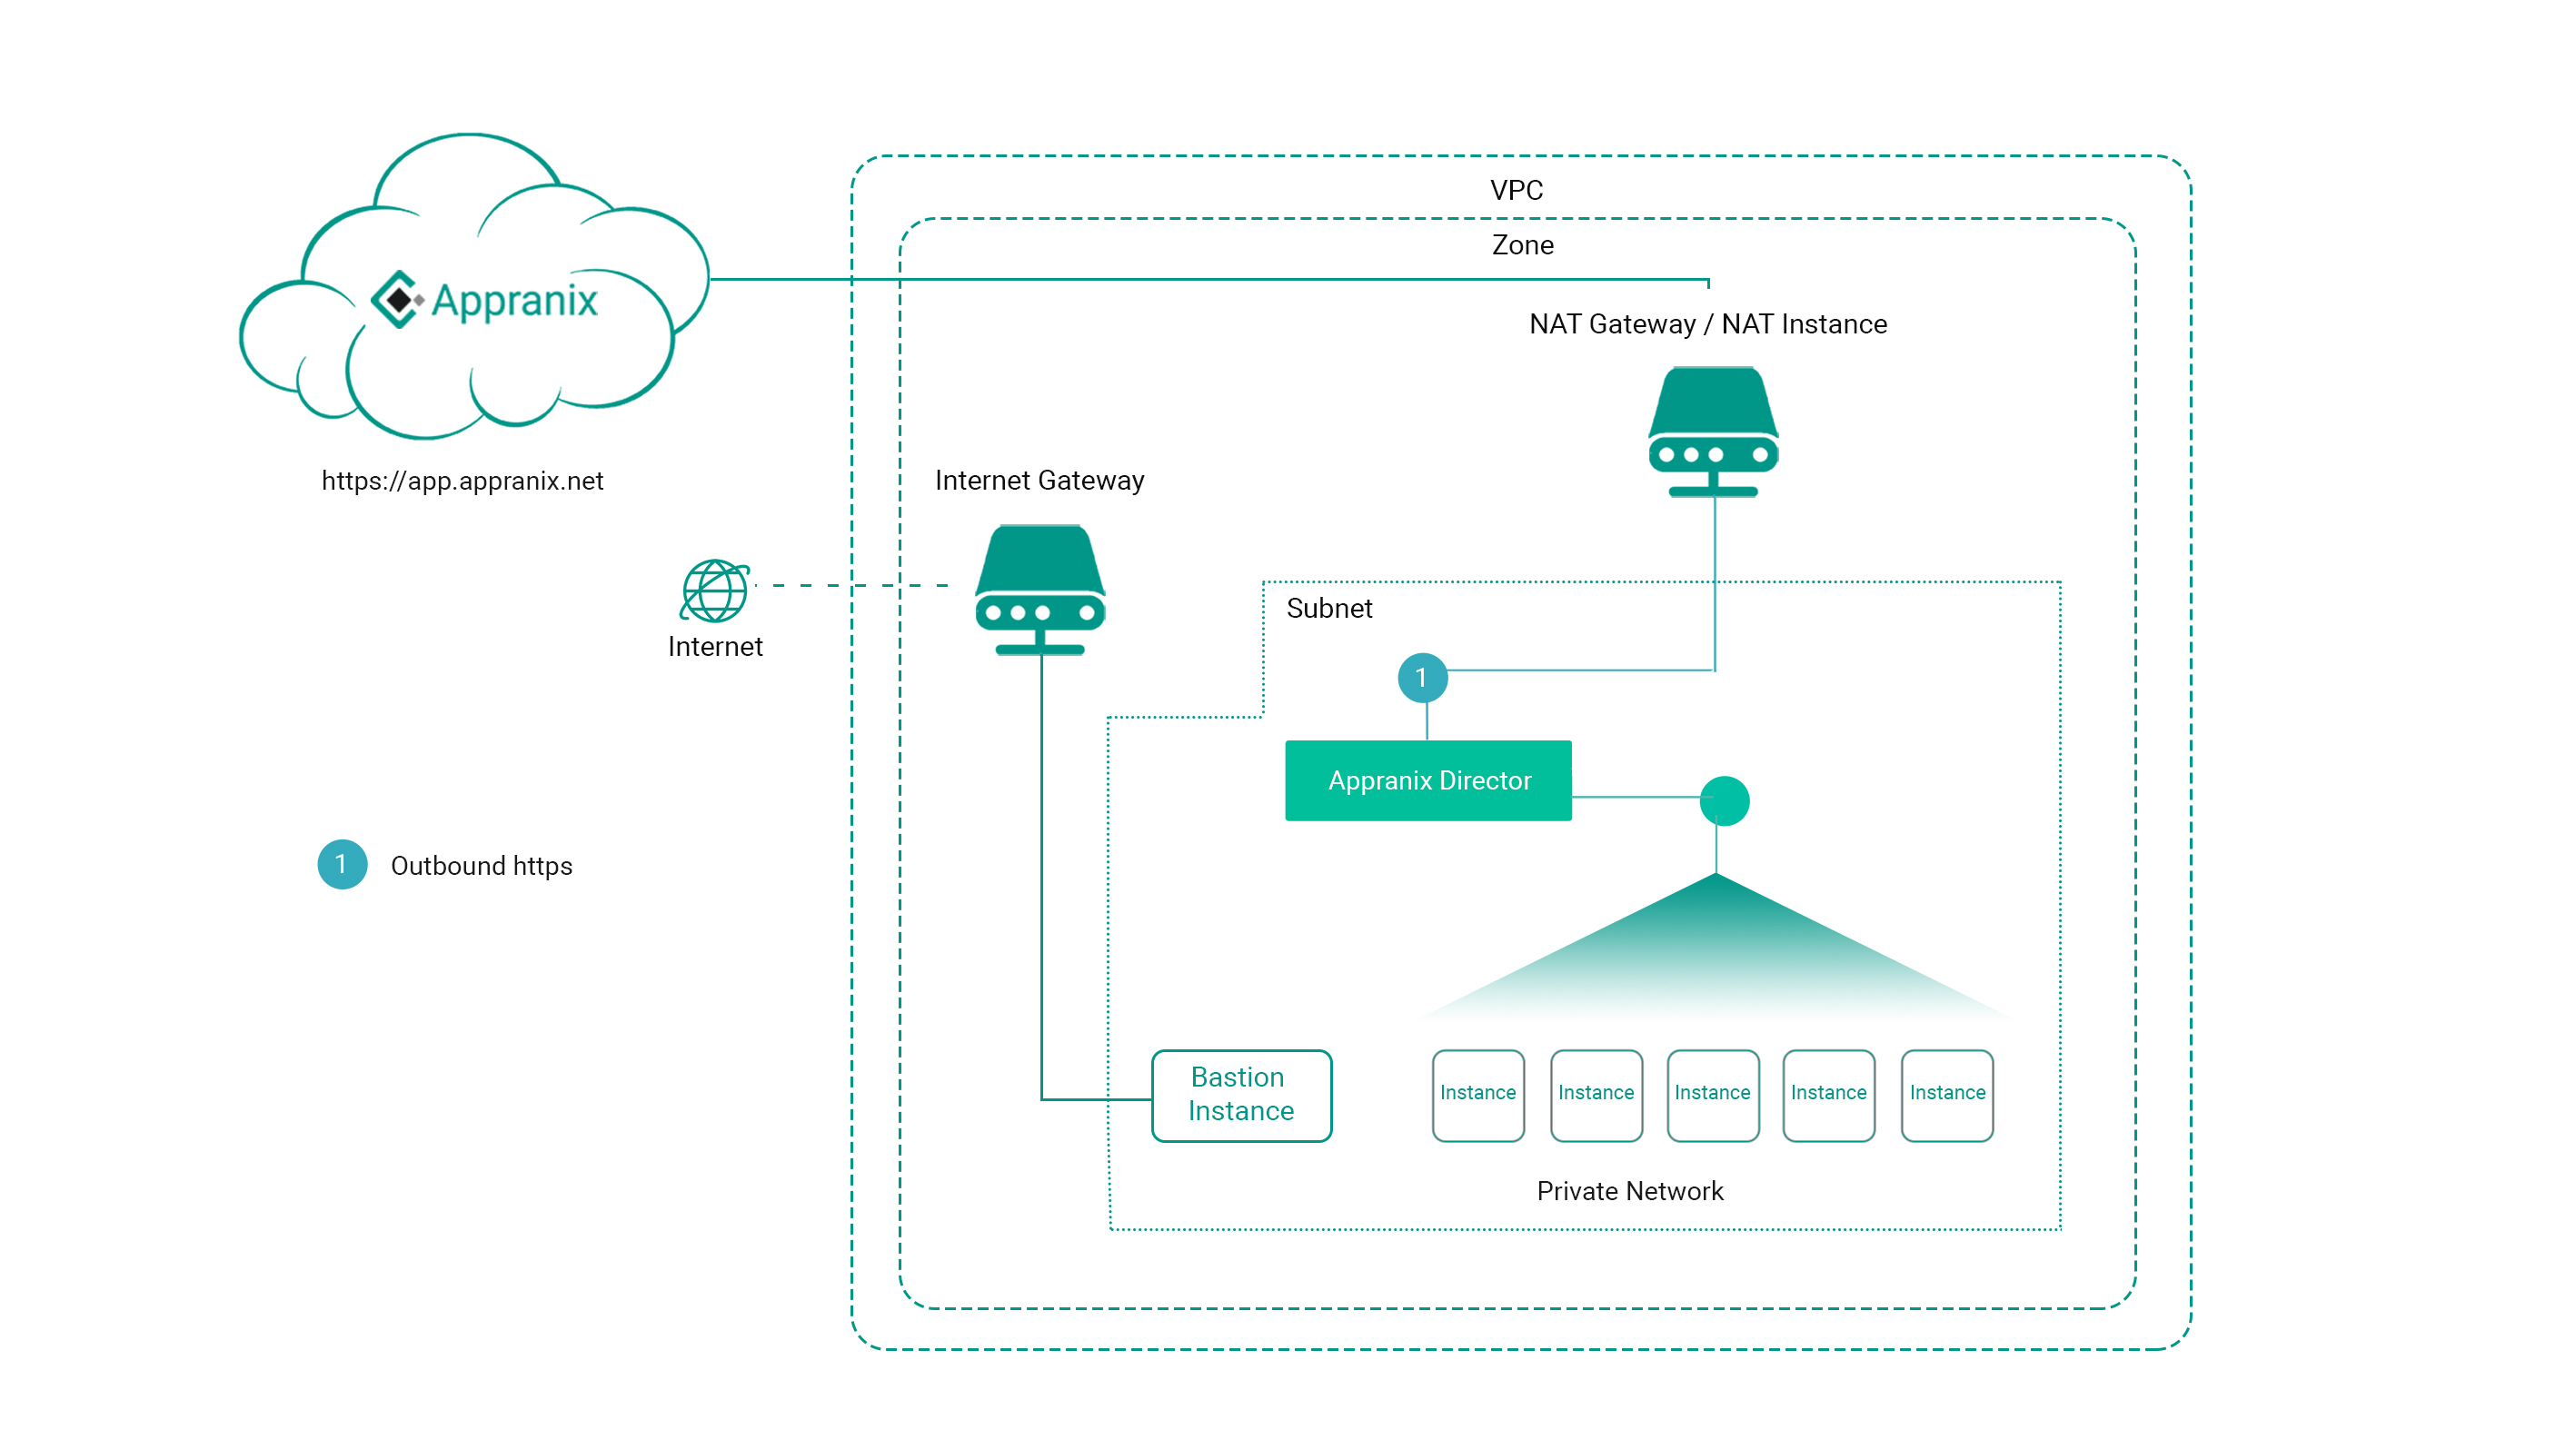 VPC
Zone
Appranix
NAT Gateway / NAT Instance
https://app.appranix.net
Internet Gateway
Subnet
Internet
1
Appranix Director
1
Outbound https
Bastion
Instance
Instance
Instance
Instance
Instance
Instance
Private Network